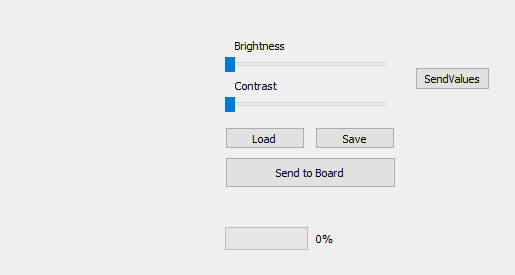 Brightness
SendValues
Contrast
Load
Save
Send to Board
0%